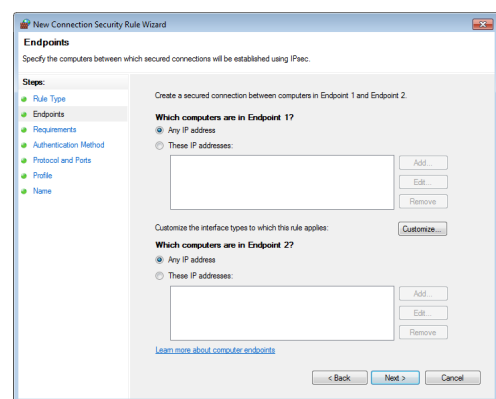 New Connection Security Rule Wizard
Endpoints
Specify the computers between which secured connections will be established using IPsec.
Steps:
Rule Type
Endpoints
Requirements
Authentication Method
Protocol and Ports
Profile
Name
Create a secured connection between computers in Endpoint 1 and Endpoint 2.
Which computers are in Endpoint 1?
Any IP address
These IP addresses:
Add...
Edit...
Remove
Customize the interface types to which this rule applies:
Customize...
Which computers are in Endpoint 2?
Any IP address
These IP addresses:
Add...
Edit...
Remove
Learn more about computer endpoints
< Back
Next >
Cancel